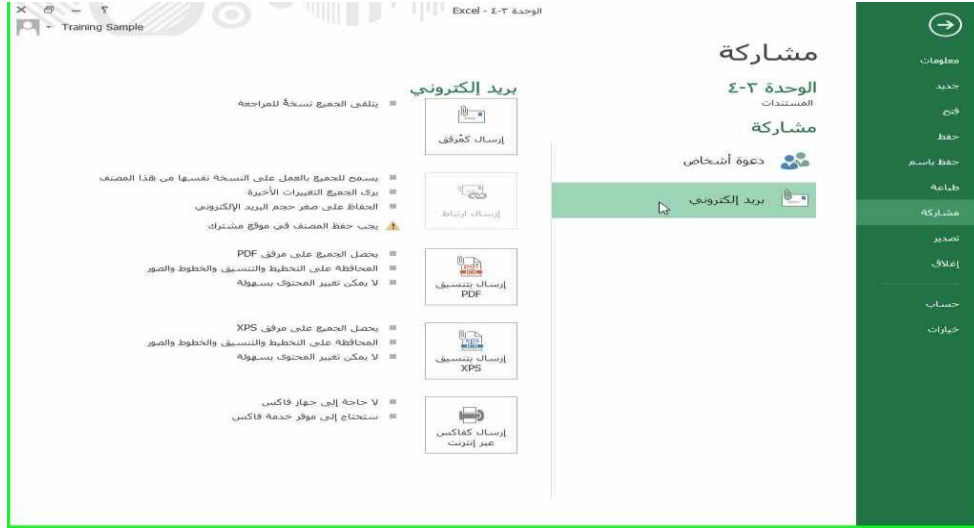 الوحدة ٣-٤ - Excel
Training Sample
معلومات
جديد
فتح
حفظ
حفظ باسم
طباعة
مشاركة
تصدير
إغلاق
حساب
خيارات
مشاركة
الوحدة ٣-٤
المستندات
مشاركة
دعوة أشخاص
بريد إلكتروني
بريد إلكتروني
إرسال كمُرفق
يتلقى الجميع نسخةً للمراجعة
إرسال ارتباط
يسمح للجميع بالعمل على النسخة نفسها من هذا المصنف
يرى الجميع التغييرات الأخيرة
الحفاظ على صغر حجم البريد الإلكتروني
يجب حفظ المصنف في موقع مشترك
إرسال بتنسيق
PDF
يحصل الجميع على مرفق PDF
المحافظة على التخطيط والتنسيق والخطوط والصور
لا يمكن تغيير المحتوى بسهولة
إرسال بتنسيق
XPS
يحصل الجميع على مرفق XPS
المحافظة على التخطيط والتنسيق والخطوط والصور
لا يمكن تغيير المحتوى بسهولة
إرسال كفاكس
عبر إنترنت
لا حاجة إلى جهاز فاكس
ستحتاج إلى موفر خدمة فاكس